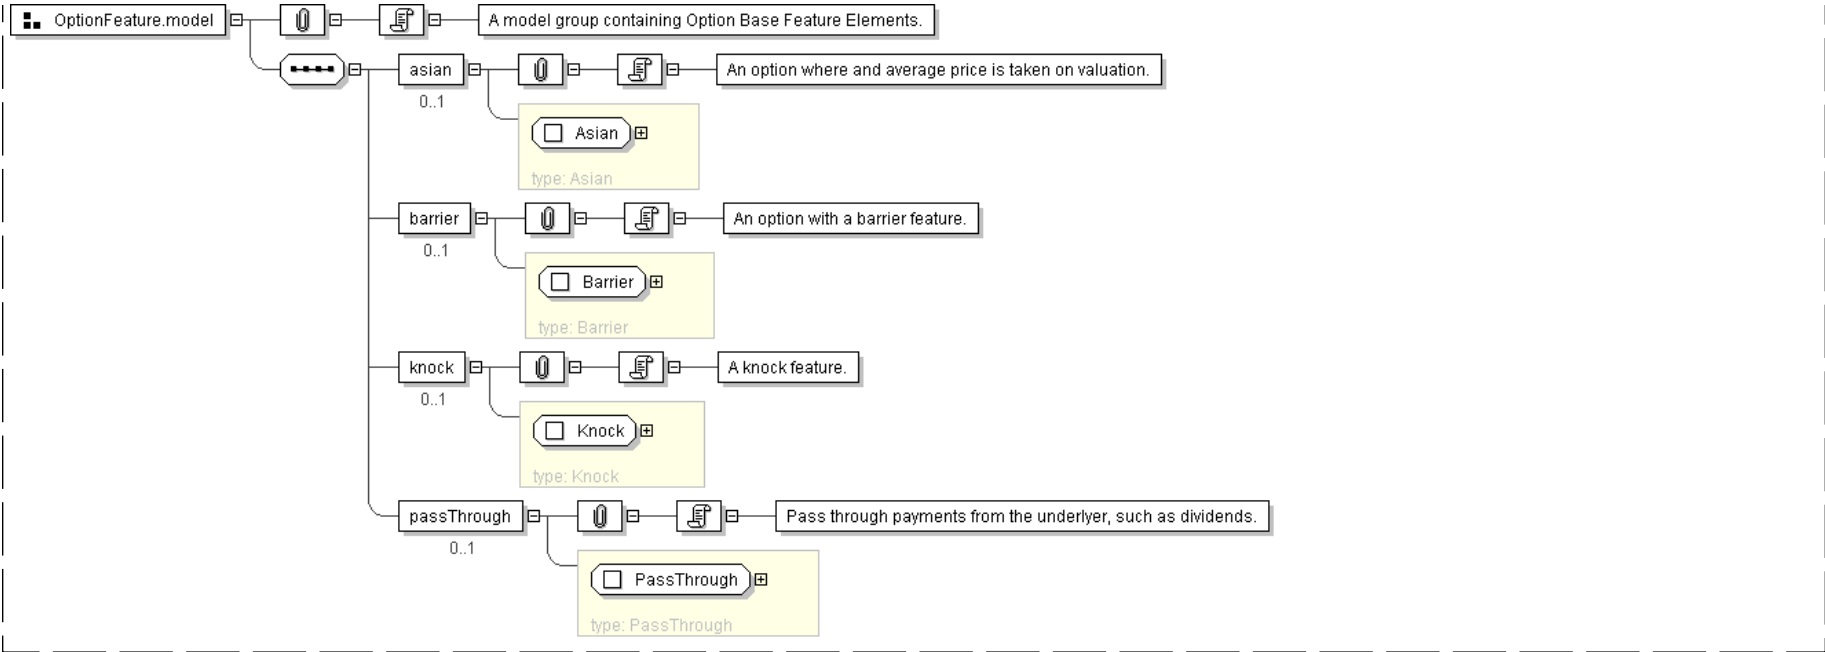 OptionFeature.model
A model group containing Option Base Feature Elements.
asian
An option where and average price is taken on valuation.
0..1
Asian
type: Asian
barrier
An option with a barrier feature.
0..1
Barrier
type: Barrier
knock
A knock feature.
0..1
Knock
type: Knock
passThrough
Pass through payments from the underlyer, such as dividends.
0..1
PassThrough
type: PassThrough